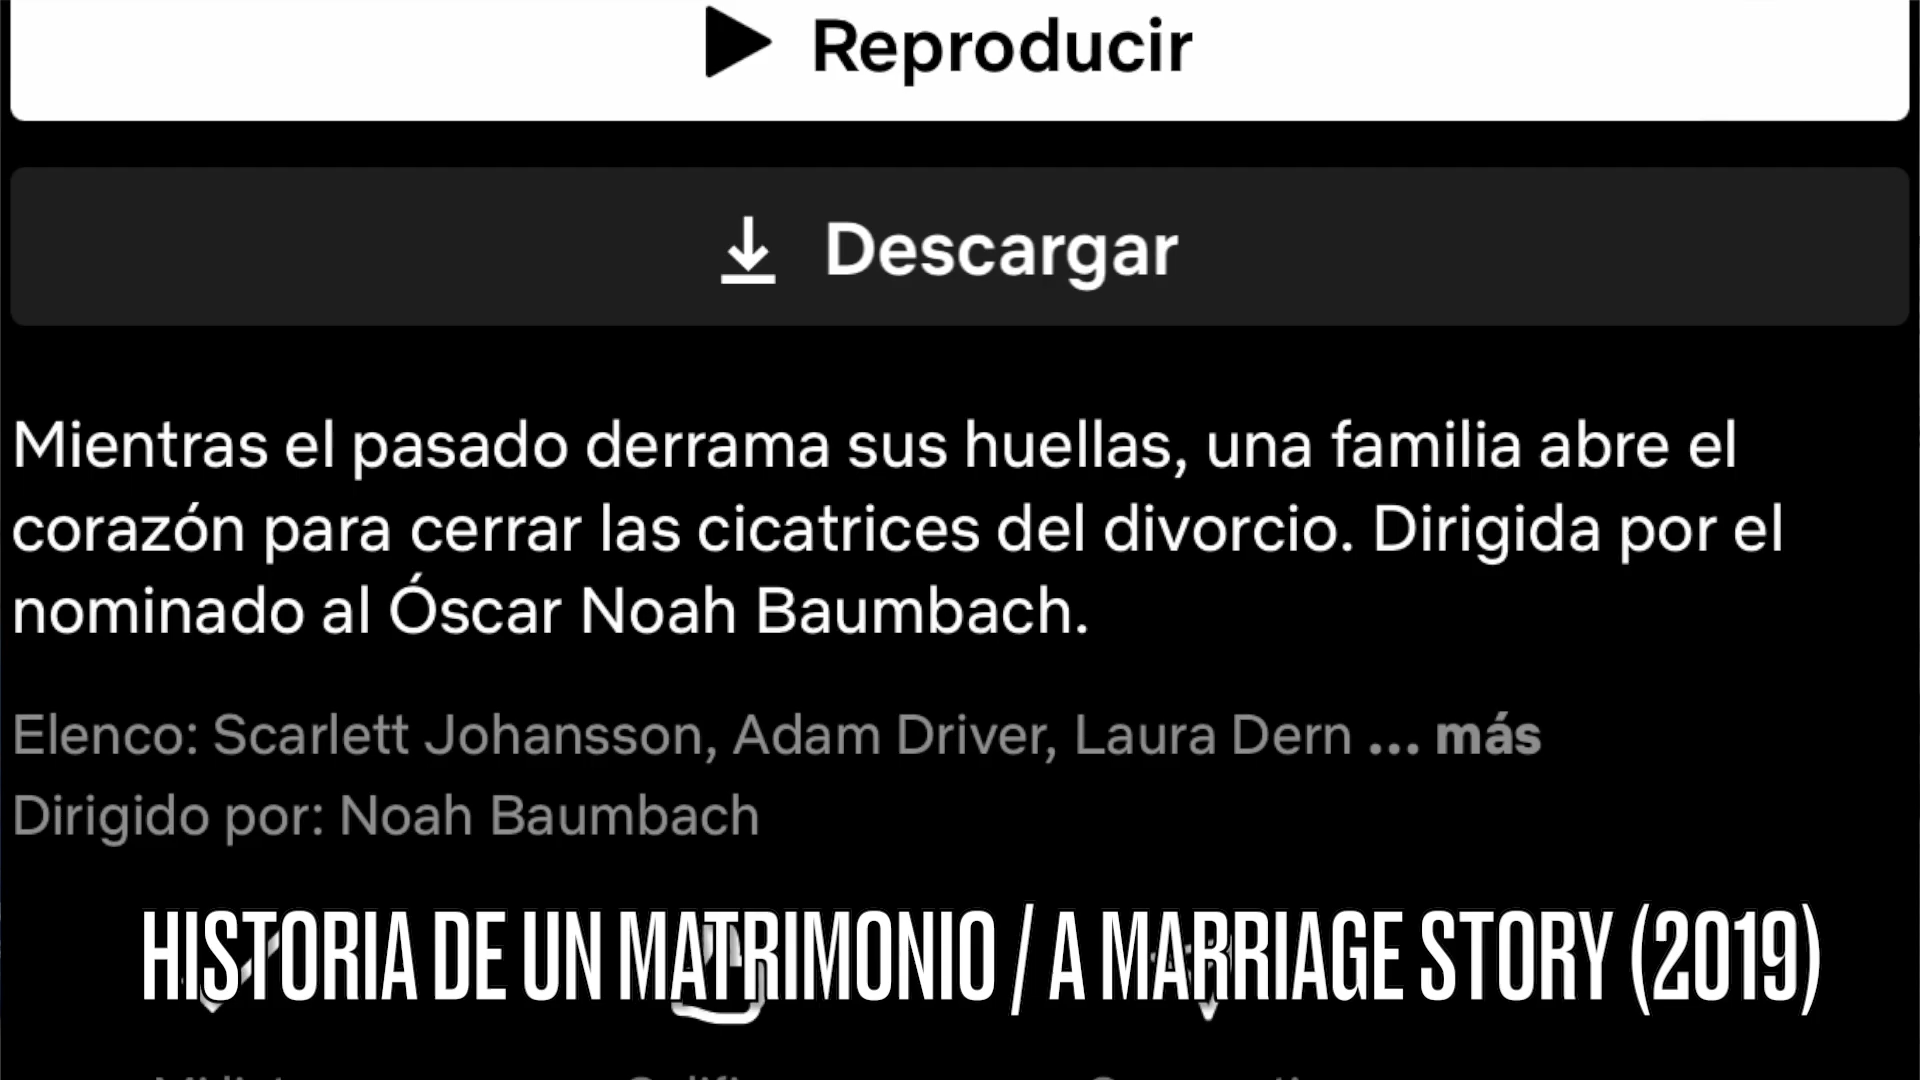 Reproducir
Descargar
Mientras el pasado derrama sus huellas, una familia abre el
corazón para cerrar las cicatrices del divorcio. Dirigida por el
nominado al Óscar Noah Baumbach.
Elenco: Scarlett Johansson, Adam Driver, Laura Dern ... más
Dirigido por: Noah Baumbach
HISTORIA DE UN MATRIMONIO / A MARRIAGE STORY (2019)